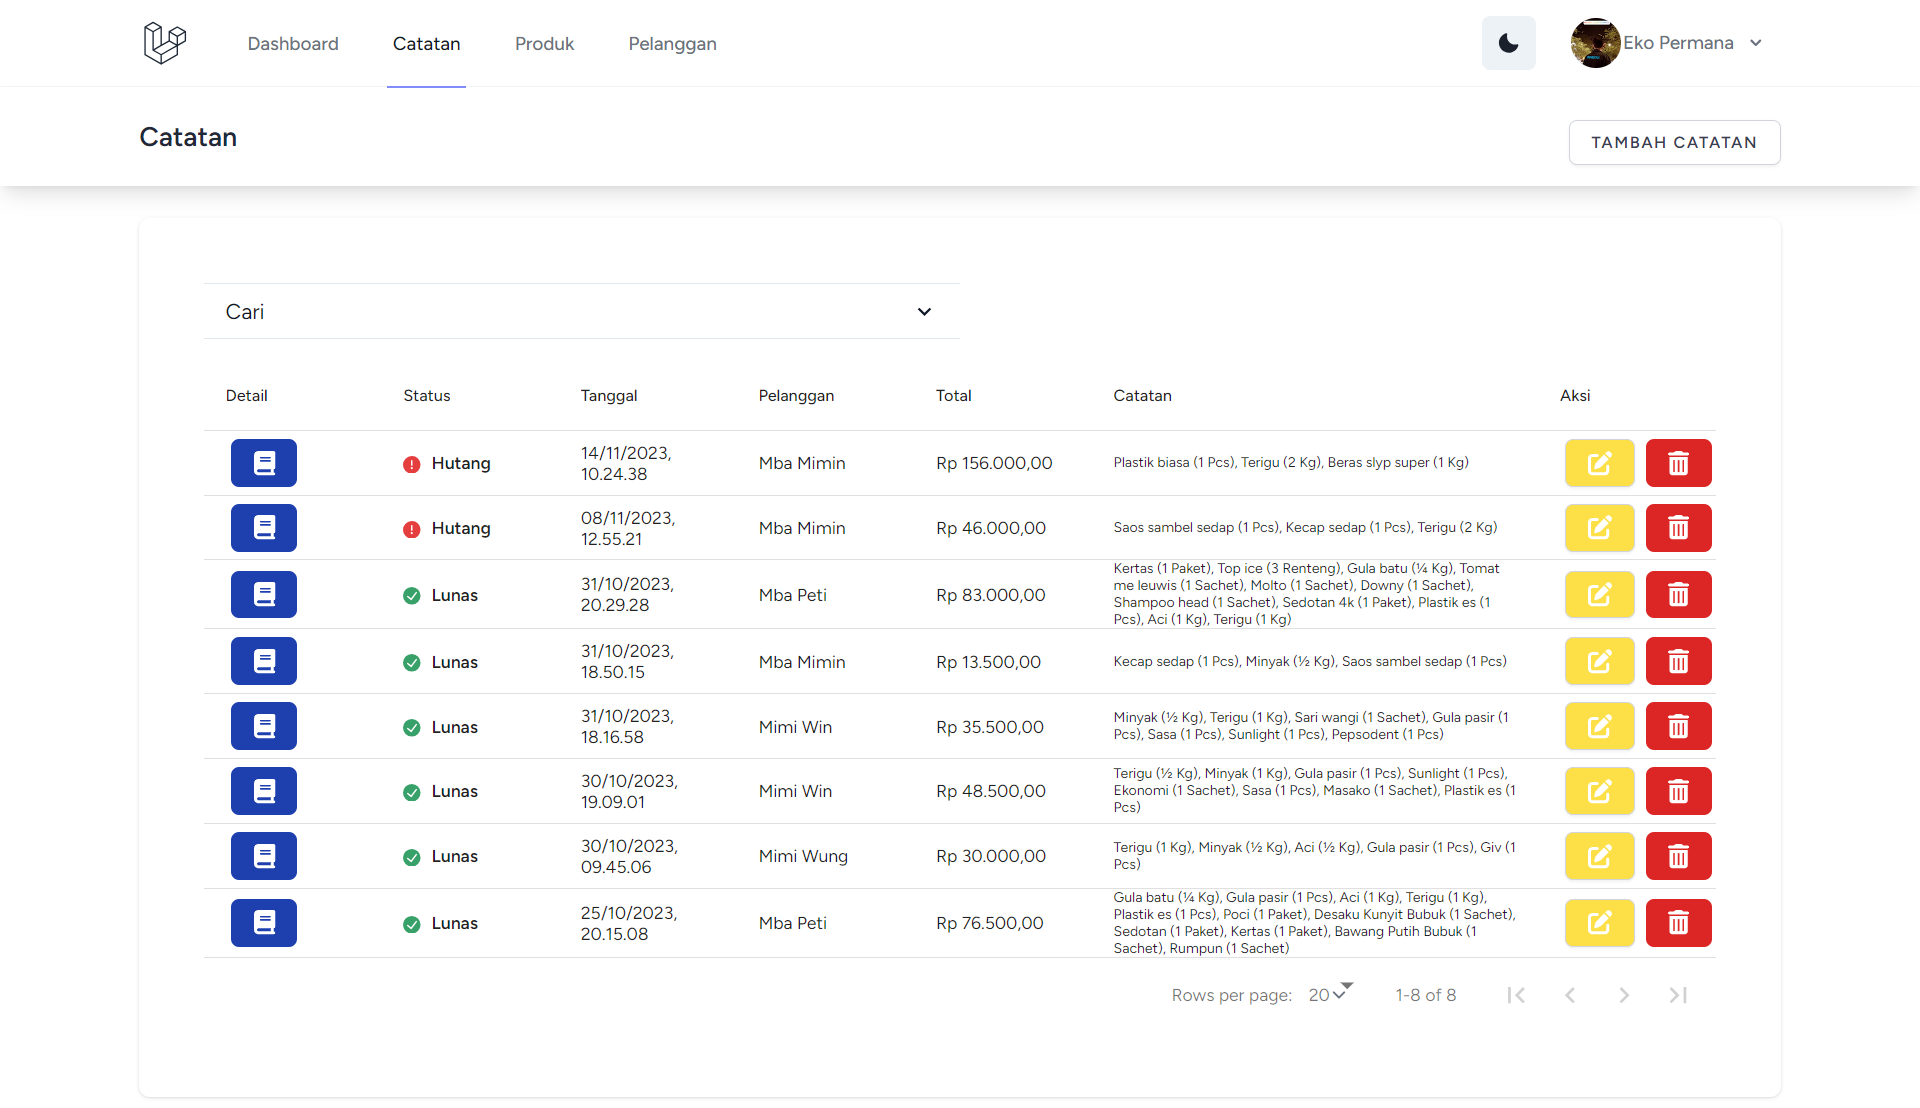 Dashboard
Catatan
Produk
Pelanggan
Eko Permana
Catatan
TAMBAH CATATAN
Cari
Detail
Status
Tanggal
Pelanggan
Total
Catatan
Aksi
Hutang
14/11/2023,
10.24.38
Mba Mimin
Rp 156.000,00
Plastik biasa (1 Pcs), Terigu (2 Kg), Beras slyp super (1 Kg)
Hutang
08/11/2023,
12.55.21
Mba Mimin
Rp 46.000,00
Saos sambel sedap (1 Pcs), Kecap sedap (1 Pcs), Terigu (2 Kg)
Lunas
31/10/2023,
20.29.28
Mba Peti
Rp 83.000,00
Kertas (1 Paket), Top ice (3 Renteng), Gula batu (¼ Kg), Tomat
me leuwis (1 Sachet), Molto (1 Sachet), Downy (1 Sachet),
Shampoo head (1 Sachet), Sedotan 4k (1 Paket), Plastik es (1
Pcs), Aci (1 Kg), Terigu (1 Kg)
Lunas
31/10/2023,
18.50.15
Mba Mimin
Rp 13.500,00
Kecap sedap (1 Pcs), Minyak (½ Kg), Saos sambel sedap (1 Pcs)
Lunas
31/10/2023,
18.16.58
Mimi Win
Rp 35.500,00
Minyak (½ Kg), Terigu (1 Kg), Sari wangi (1 Sachet), Gula pasir (1
Pcs), Sasa (1 Pcs), Sunlight (1 Pcs), Pepsodent (1 Pcs)
Lunas
30/10/2023,
19.09.01
Mimi Win
Rp 48.500,00
Terigu (½ Kg), Minyak (1 Kg), Gula pasir (1 Pcs), Sunlight (1 Pcs),
Ekonomi (1 Sachet), Sasa (1 Pcs), Masako (1 Sachet), Plastik es (1
Pcs)
Lunas
30/10/2023,
09.45.06
Mimi Wung
Rp 30.000,00
Terigu (1 Kg), Minyak (½ Kg), Aci (½ Kg), Gula pasir (1 Pcs), Giv (1
Pcs)
Lunas
25/10/2023,
20.15.08
Mba Peti
Rp 76.500,00
Gula batu (¼ Kg), Gula pasir (1 Pcs), Aci (1 Kg), Terigu (1 Kg),
Plastik es (1 Pcs), Poci (1 Paket), Desaku Kunyit Bubuk (1 Sachet),
Sedotan (1 Paket), Kertas (1 Paket), Bawang Putih Bubuk (1
Sachet), Rumpun (1 Sachet)
Rows per page:
20
1-8 of 8